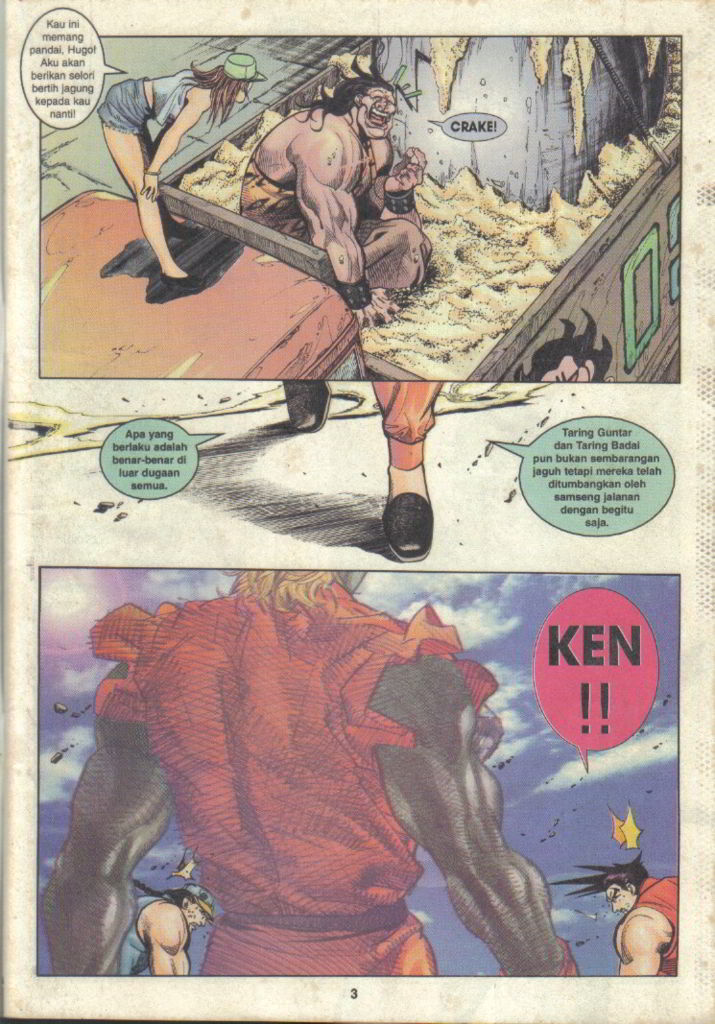 Kau ini
memang
pandai, Hugo!
Aku akan
berikan selori
bertih jagung
kepada kau
nanti!
CRAKE!
Apa yang
berlaku adalah
benar-benar di
luar dugaan
semua.
Taring Guntar
dan Taring Badai
pun bukan sembarangan
jaguh tetapi mereka telah
ditumbangkan oleh
samseng jalanan
dengan begitu
saja.
KEN
!!
3